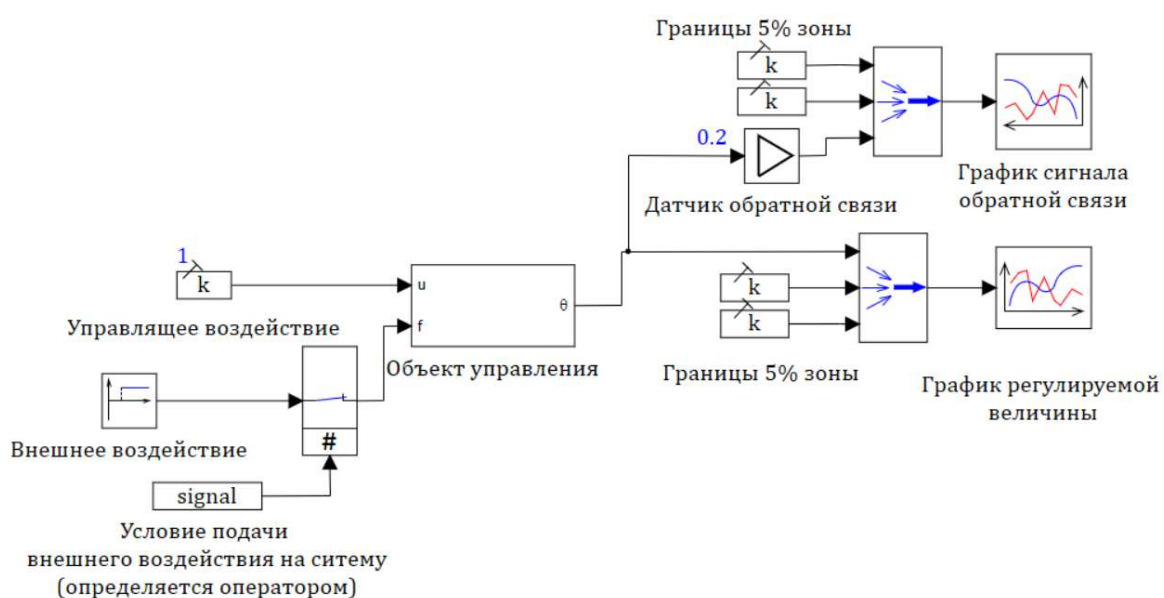 Границы 5% зоны
k
k
0.2
Датчик обратной связи
График сигнала
обратной связи
1
k
Управлящее воздействие
u
f
θ
Объект управления
k
k
Границы 5% зоны
График регулируемой
величины
Внешнее воздействие
#
signal
Условие подачи
внешнего воздействия на ситему
(определяется оператором)